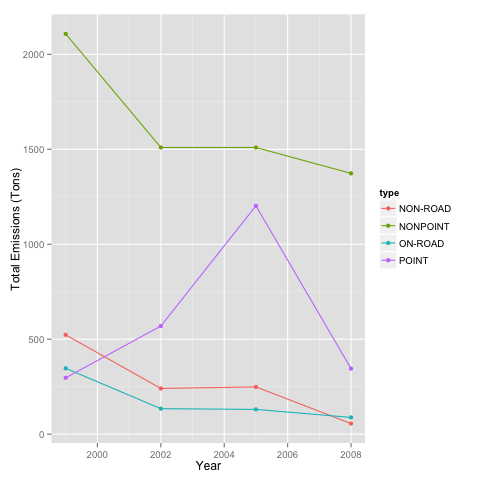 Total Emissions (Tons)
2000
1500
1000
500
0
2000 2002 2004 2006 2008
Year
type
NON-ROAD
NONPOINT
ON-ROAD
POINT